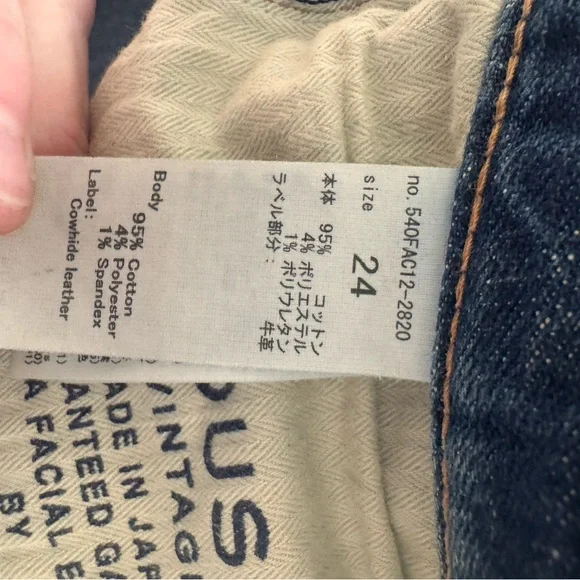 no. 540FAC12-2820
size 24
本体 95% コットン
4% ポリエステル
1% ポリウレタン
ラベル部分: 牛革
Body
95% Cotton
4% Polyester
1% Spandex
Label:
Cowhide leather
OUS
VINTAG
ADE IN JAP
ANTEED GA
A FACIAL E
BY